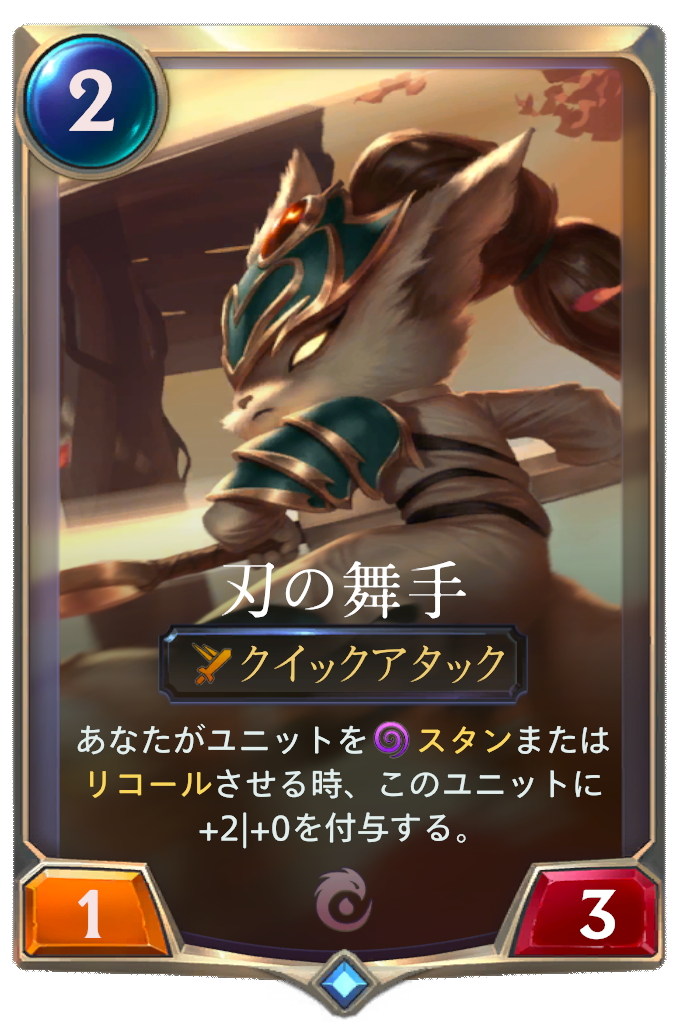 2
刃の舞手
クイックアタック
あなたがユニットをスタンまたは
リコールさせる時、このユニットに
+2|+0を付与する。
1
3